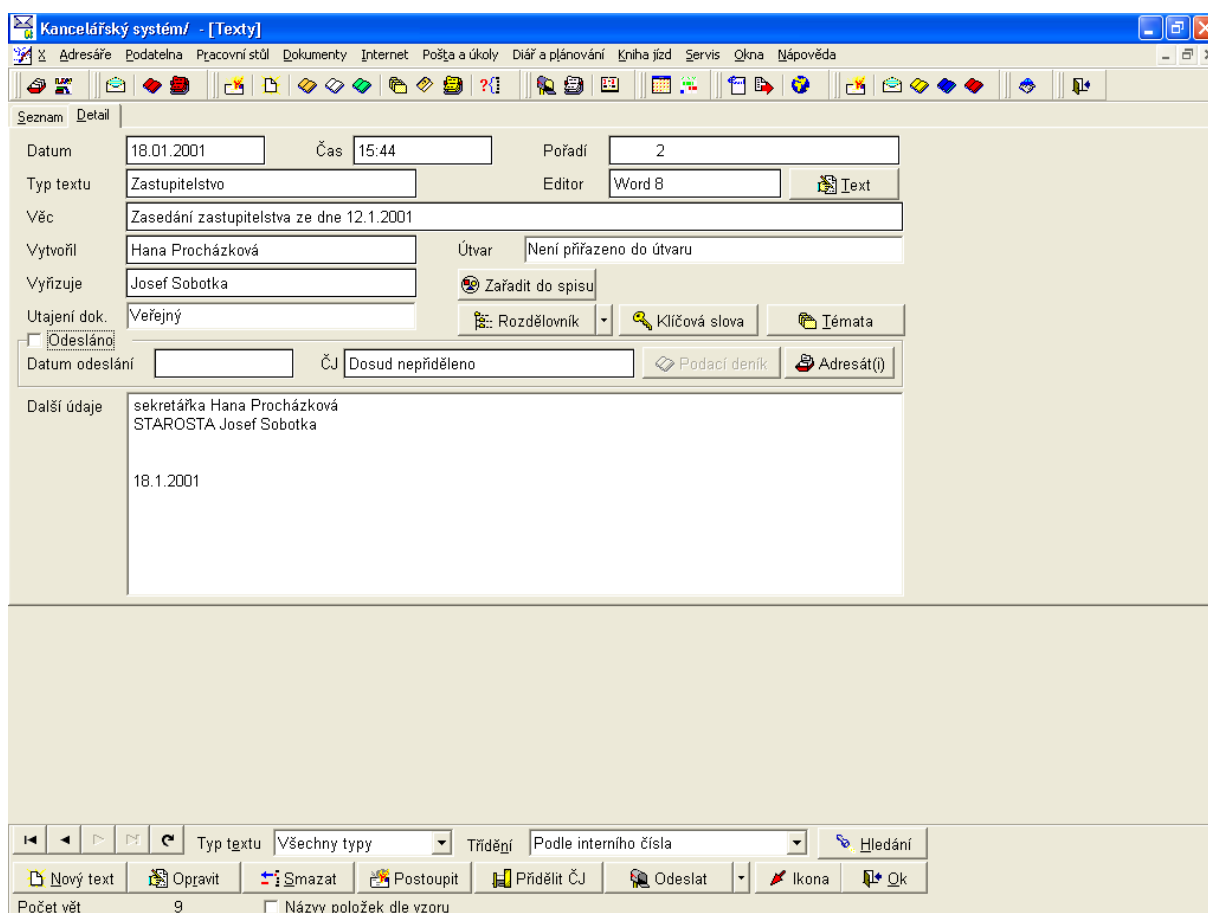 Kancelářský systém/ - [Texty]
X Adresáře Podatelna Pracovní stůl Dokumenty Internet Pošta a úkoly Diář a plánování Kniha jízd Servis Okna Nápověda
Seznam Detail
Datum 18.01.2001 Čas 15:44 Pořadí 2
Typ textu Zastupitelstvo Editor Word 8 Text
Věc Zasedání zastupitelstva ze dne 12.1.2001
Vytvořil Hana Procházková Útvar Není přiřazeno do útvaru
Vyřizuje Josef Sobotka Zařadit do spisu
Utajení dok. Veřejný Rozdělovník Klíčová slova Témata
Odesláno
Datum odeslání ČJ Dosud nepřiděleno Podací deník Adresát(i)
Další údaje sekretářka Hana Procházková
STAROSTA Josef Sobotka
18.1.2001
Typ textu Všechny typy Třídění Podle interního čísla Hledání
Nový text Opravit Smazat Postoupit Přidělit ČJ Odeslat Ikona Ok
Počet vět 9 Názvy položek dle vzoru